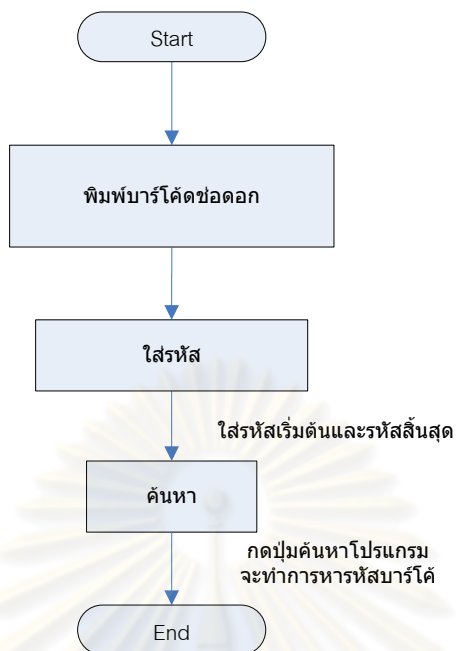 Start
พิมพ์บาร์โค้ดช่อดอก
ใส่รหัส
ใส่รหัสเริ่มต้นและรหัสสิ้นสุด
ค้นหา
กดปุ่มค้นหาโปรแกรม
จะทำการหารหัสบาร์โค้
End